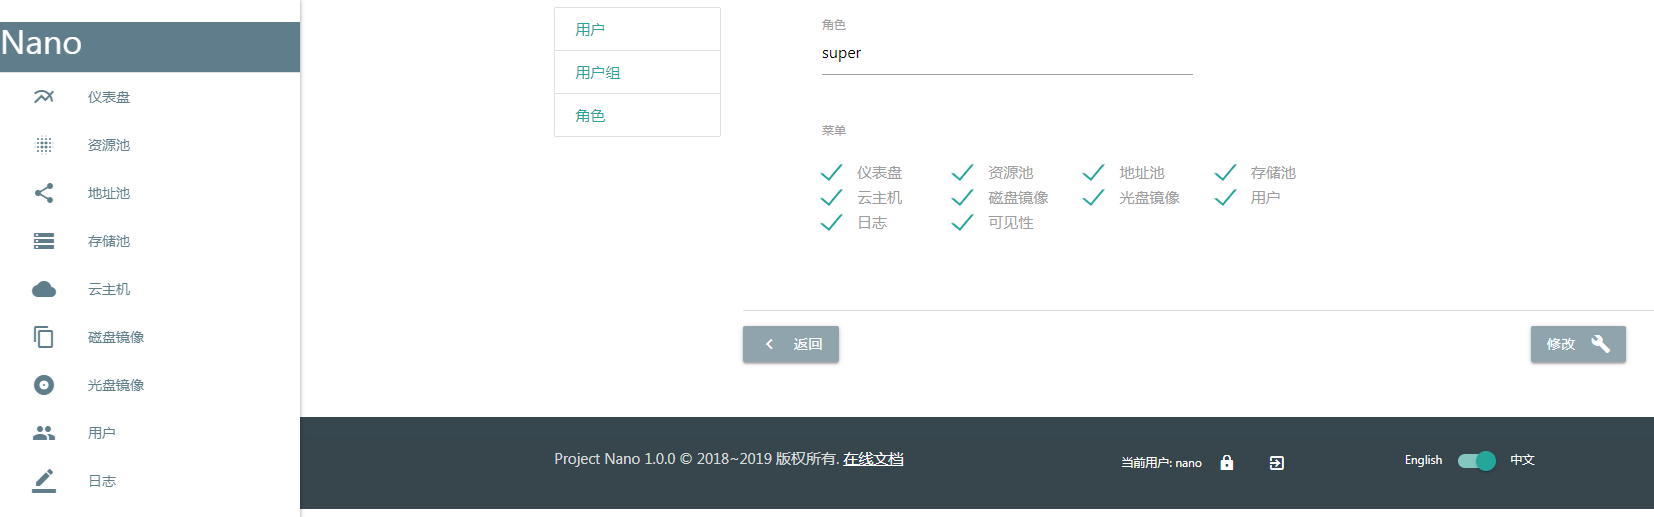 Nano
仪表盘
资源池
地址池
存储池
云主机
磁盘镜像
光盘镜像
用户
日志
用户
用户组
角色
角色
super
菜单
仪表盘 资源池 地址池 存储池
云主机 磁盘镜像 光盘镜像 用户
日志 可见性
返回 修改
Project Nano 1.0.0 © 2018~2019 版权所有. 在线文档 当前用户: nano English 中文